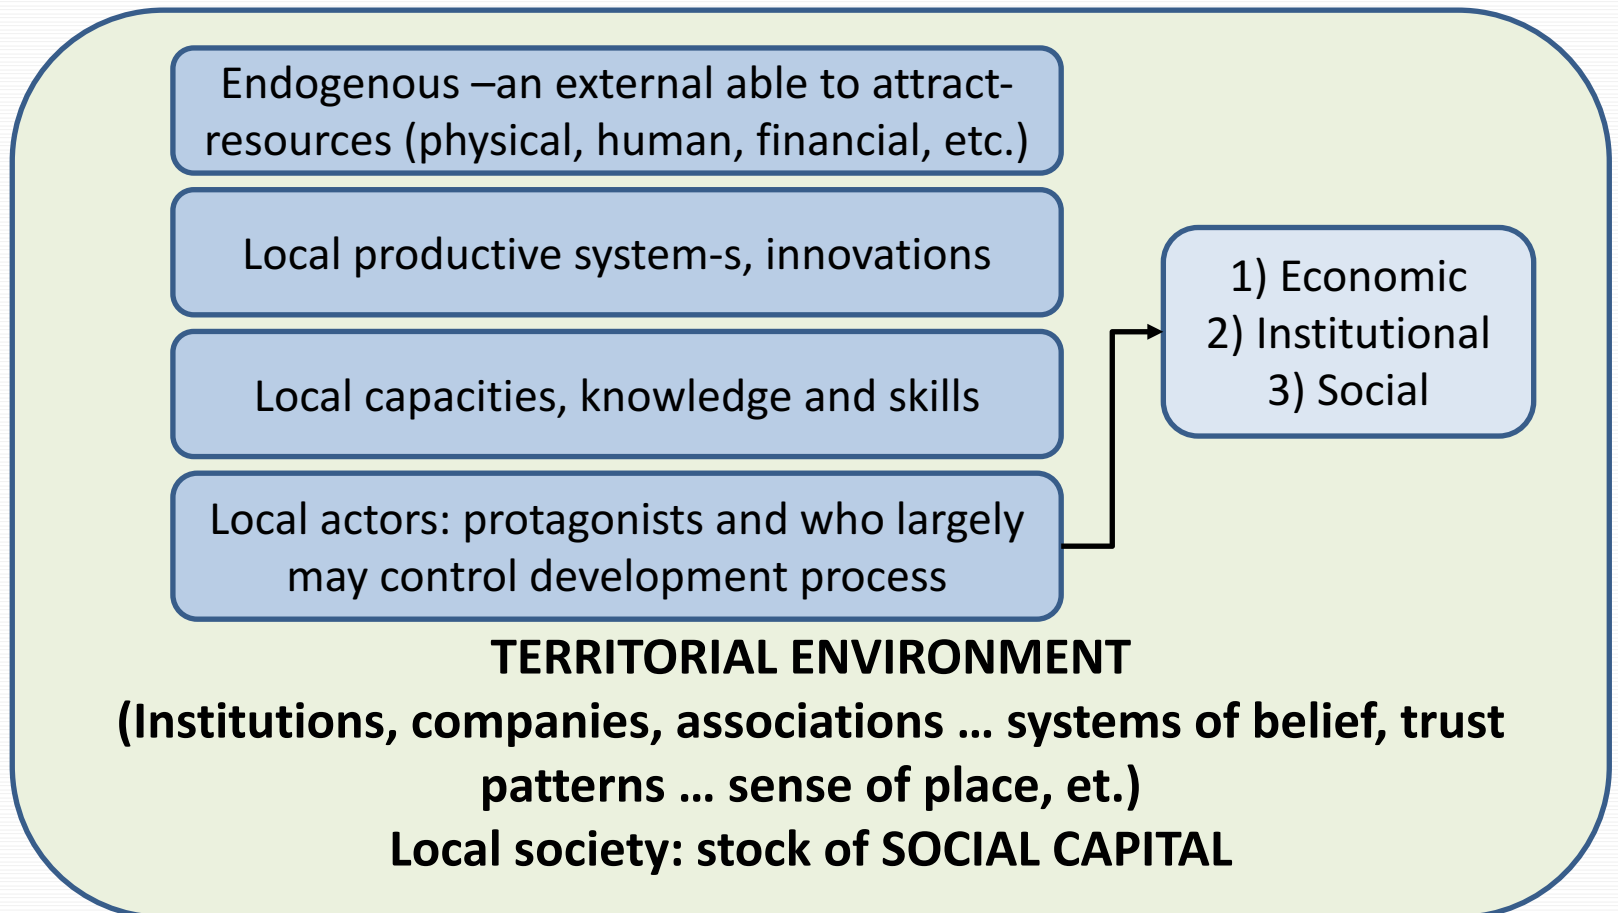 Endogenous –an external able to attract-
resources (physical, human, financial, etc.)
Local productive system-s, innovations
Local capacities, knowledge and skills
Local actors: protagonists and who largely
may control development process
1) Economic
2) Institutional
3) Social
TERRITORIAL ENVIRONMENT
(Institutions, companies, associations … systems of belief, trust
patterns … sense of place, et.)
Local society: stock of SOCIAL CAPITAL